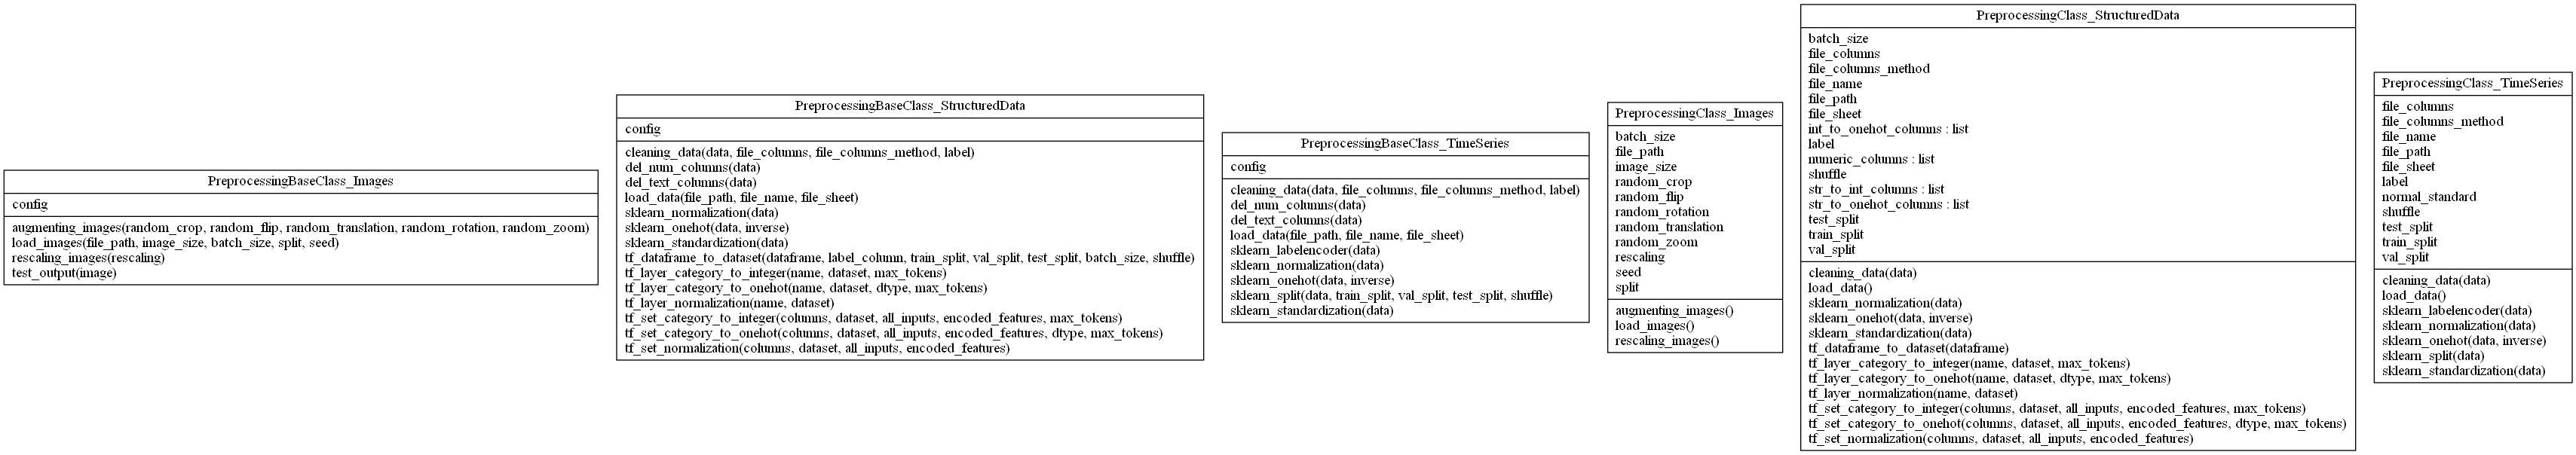 PreprocessingBaseClass_Images
config
augmenting_images(random_crop, random_flip, random_translation, random_rotation, random_zoom)
load_images(file_path, image_size, batch_size, split, seed)
rescaling_images(rescaling)
test_output(image)
PreprocessingBaseClass_StructuredData
config
cleaning_data(data, file_columns, file_columns_method, label)
del_num_columns(data)
del_text_columns(data)
load_data(file_path, file_name, file_sheet)
sklearn_normalization(data)
sklearn_onehot(data, inverse)
sklearn_standardization(data)
tf_dataframe_to_dataset(dataframe, label_column, train_split, val_split, test_split, batch_size, shuffle)
tf_layer_category_to_integer(name, dataset, max_tokens)
tf_layer_category_to_onehot(name, dataset, dtype, max_tokens)
tf_layer_normalization(name, dataset)
tf_set_category_to_integer(columns, dataset, all_inputs, encoded_features, max_tokens)
tf_set_category_to_onehot(columns, dataset, all_inputs, encoded_features, dtype, max_tokens)
tf_set_normalization(columns, dataset, all_inputs, encoded_features)
PreprocessingBaseClass_TimeSeries
config
cleaning_data(data, file_columns, file_columns_method, label)
del_num_columns(data)
del_text_columns(data)
load_data(file_path, file_name, file_sheet)
sklearn_labelencoder(data)
sklearn_normalization(data)
sklearn_onehot(data, inverse)
sklearn_split(data, train_split, val_split, test_split, shuffle)
sklearn_standardization(data)
PreprocessingClass_Images
batch_size
file_path
image_size
random_crop
random_flip
random_rotation
random_translation
random_zoom
rescaling
seed
split
augmenting_images()
load_images()
rescaling_images()
PreprocessingClass_StructuredData
batch_size
file_columns
file_columns_method
file_name
file_path
file_sheet
int_to_onehot_columns : list
label
numeric_columns : list
shuffle
str_to_int_columns : list
str_to_onehot_columns : list
test_split
train_split
val_split
cleaning_data(data)
load_data()
sklearn_normalization(data)
sklearn_onehot(data, inverse)
sklearn_standardization(data)
tf_dataframe_to_dataset(dataframe)
tf_layer_category_to_integer(name, dataset, max_tokens)
tf_layer_category_to_onehot(name, dataset, dtype, max_tokens)
tf_layer_normalization(name, dataset)
tf_set_category_to_integer(columns, dataset, all_inputs, encoded_features, max_tokens)
tf_set_category_to_onehot(columns, dataset, all_inputs, encoded_features, dtype, max_tokens)
tf_set_normalization(columns, dataset, all_inputs, encoded_features)
PreprocessingClass_TimeSeries
file_columns
file_columns_method
file_name
file_path
file_sheet
label
normal_standard
shuffle
test_split
train_split
val_split
cleaning_data(data)
load_data()
sklearn_labelencoder(data)
sklearn_normalization(data)
sklearn_onehot(data, inverse)
sklearn_split(data)
sklearn_standardization(data)